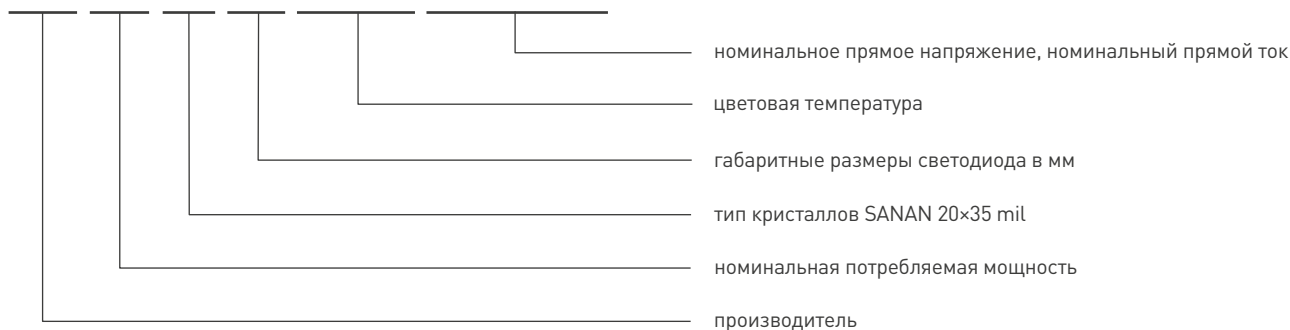 номинальное прямое напряжение, номинальный прямой ток
цветовая температура
габаритные размеры светодиода в мм
тип кристаллов SANAN 20×35 mil
номинальная потребляемая мощность
производитель